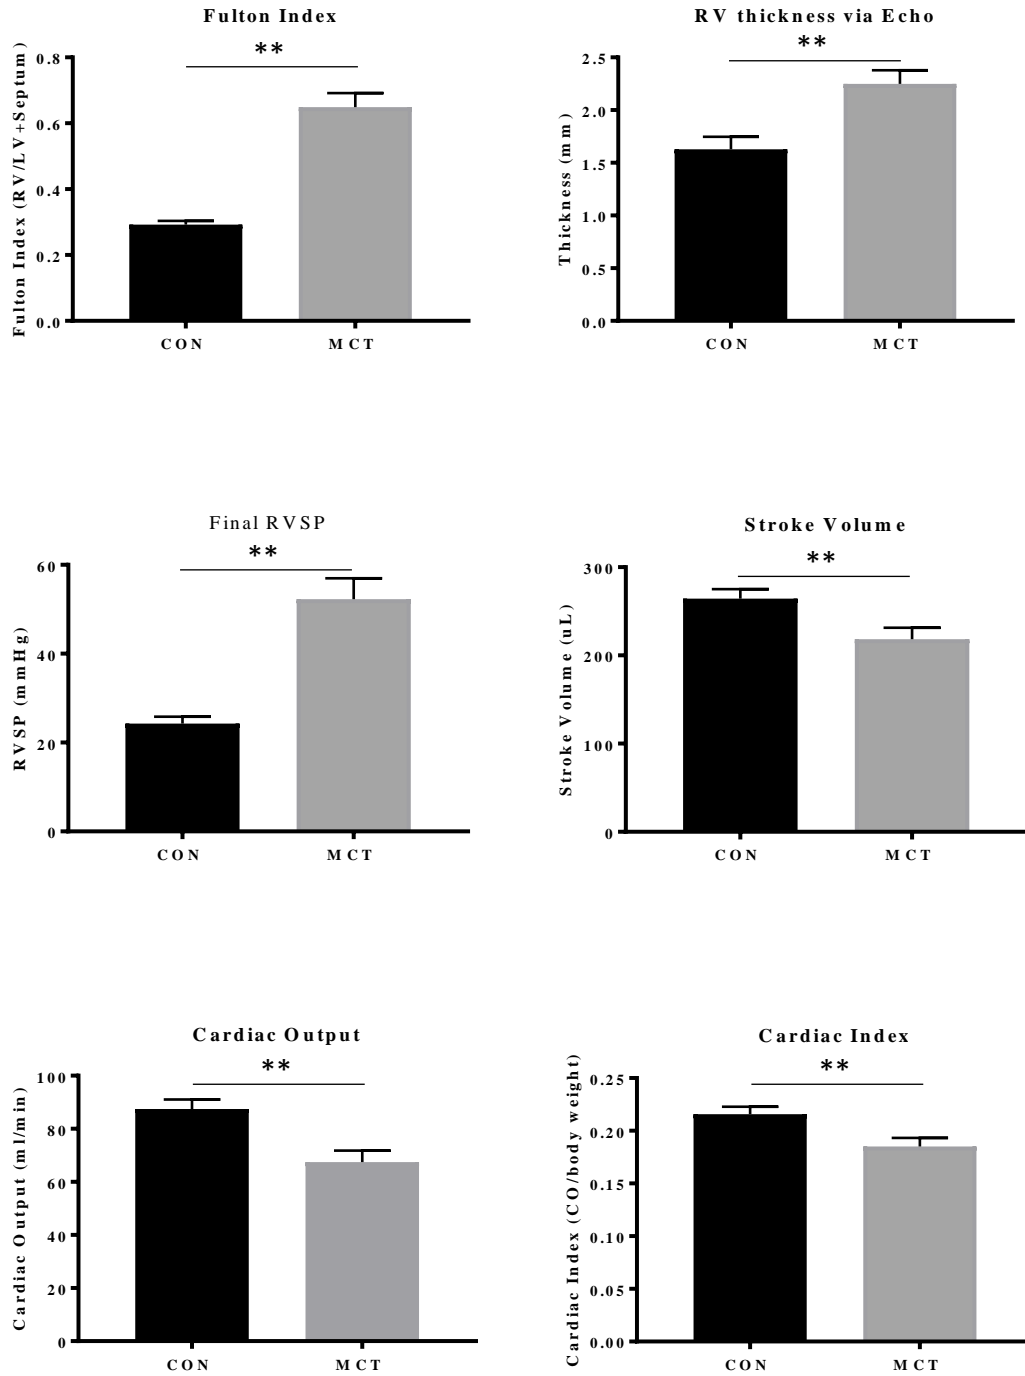 Fulton Index
**
Fulton Index (RV/LV+Septum)
0.8
0.6
0.4
0.2
0.0
CON MCT
RV thickness via Echo
**
Thickness (mm)
2.5
2.0
1.5
1.0
0.5
0.0
CON MCT
Final RVSP
**
RVSP (mmHg)
60
40
20
0
CON MCT
Stroke Volume
**
Stroke Volume (uL)
300
200
100
0
CON MCT
Cardiac Output
**
Cardiac Output (ml/min)
100
80
60
40
20
0
CON MCT
Cardiac Index
**
Cardiac Index (CO/body weight)
0.25
0.20
0.15
0.10
0.05
0.00
CON MCT